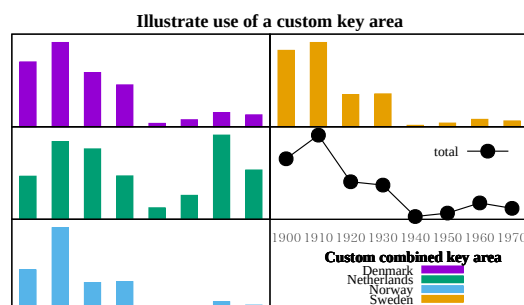 Illustrate use of a custom key area
total
1900 1910 1920 1930 1940 1950 1960 1970
Custom combined key area
Denmark
Netherlands
Norway
Sweden